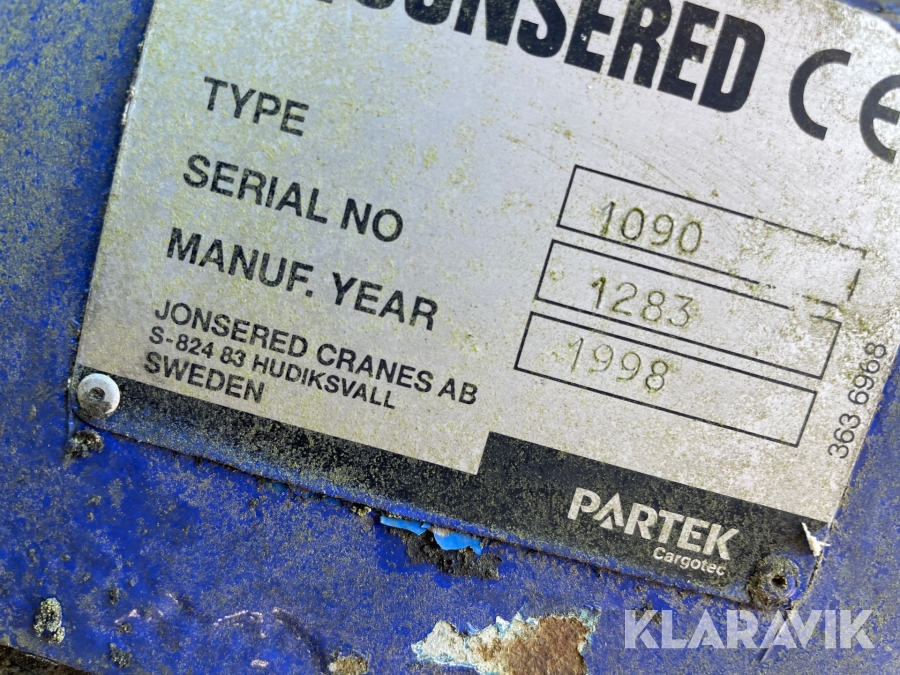 JONSERED CE
TYPE 1090
SERIAL NO 1283
MANUF. YEAR 1998
JONSERED CRANES AB
S-824 83 HUDIKSVALL
SWEDEN
363 6968
PARTEK
Cargotec
KLARAVIK